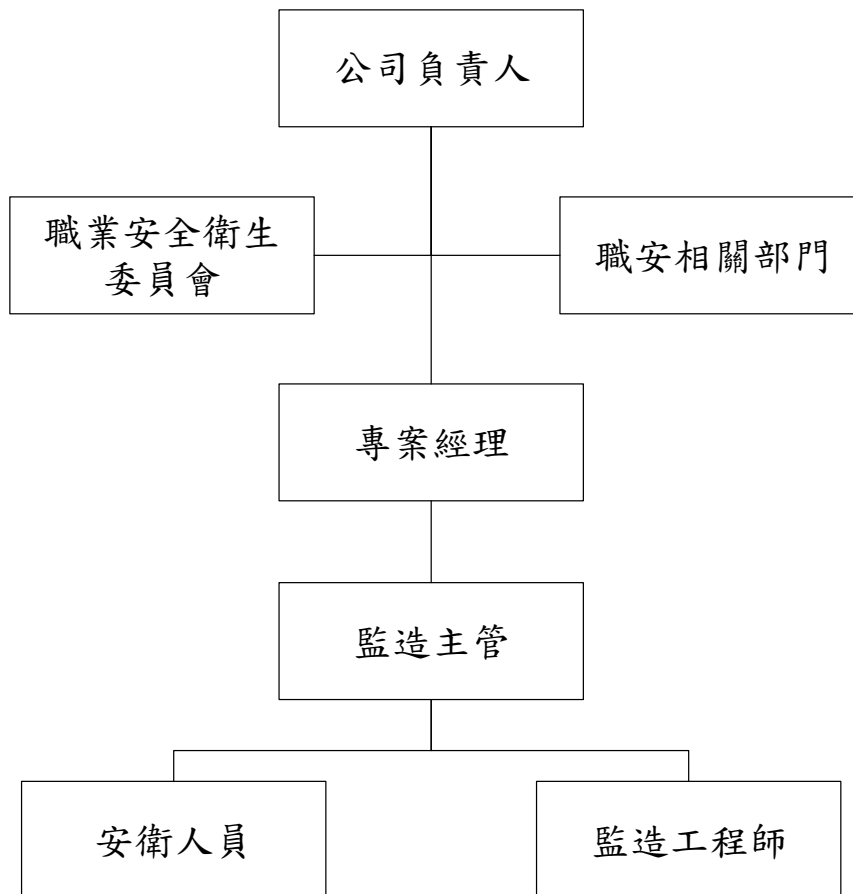 公司負責人
職業安全衛生
委員會
職安相關部門
專案經理
監造主管
安衛人員
監造工程師